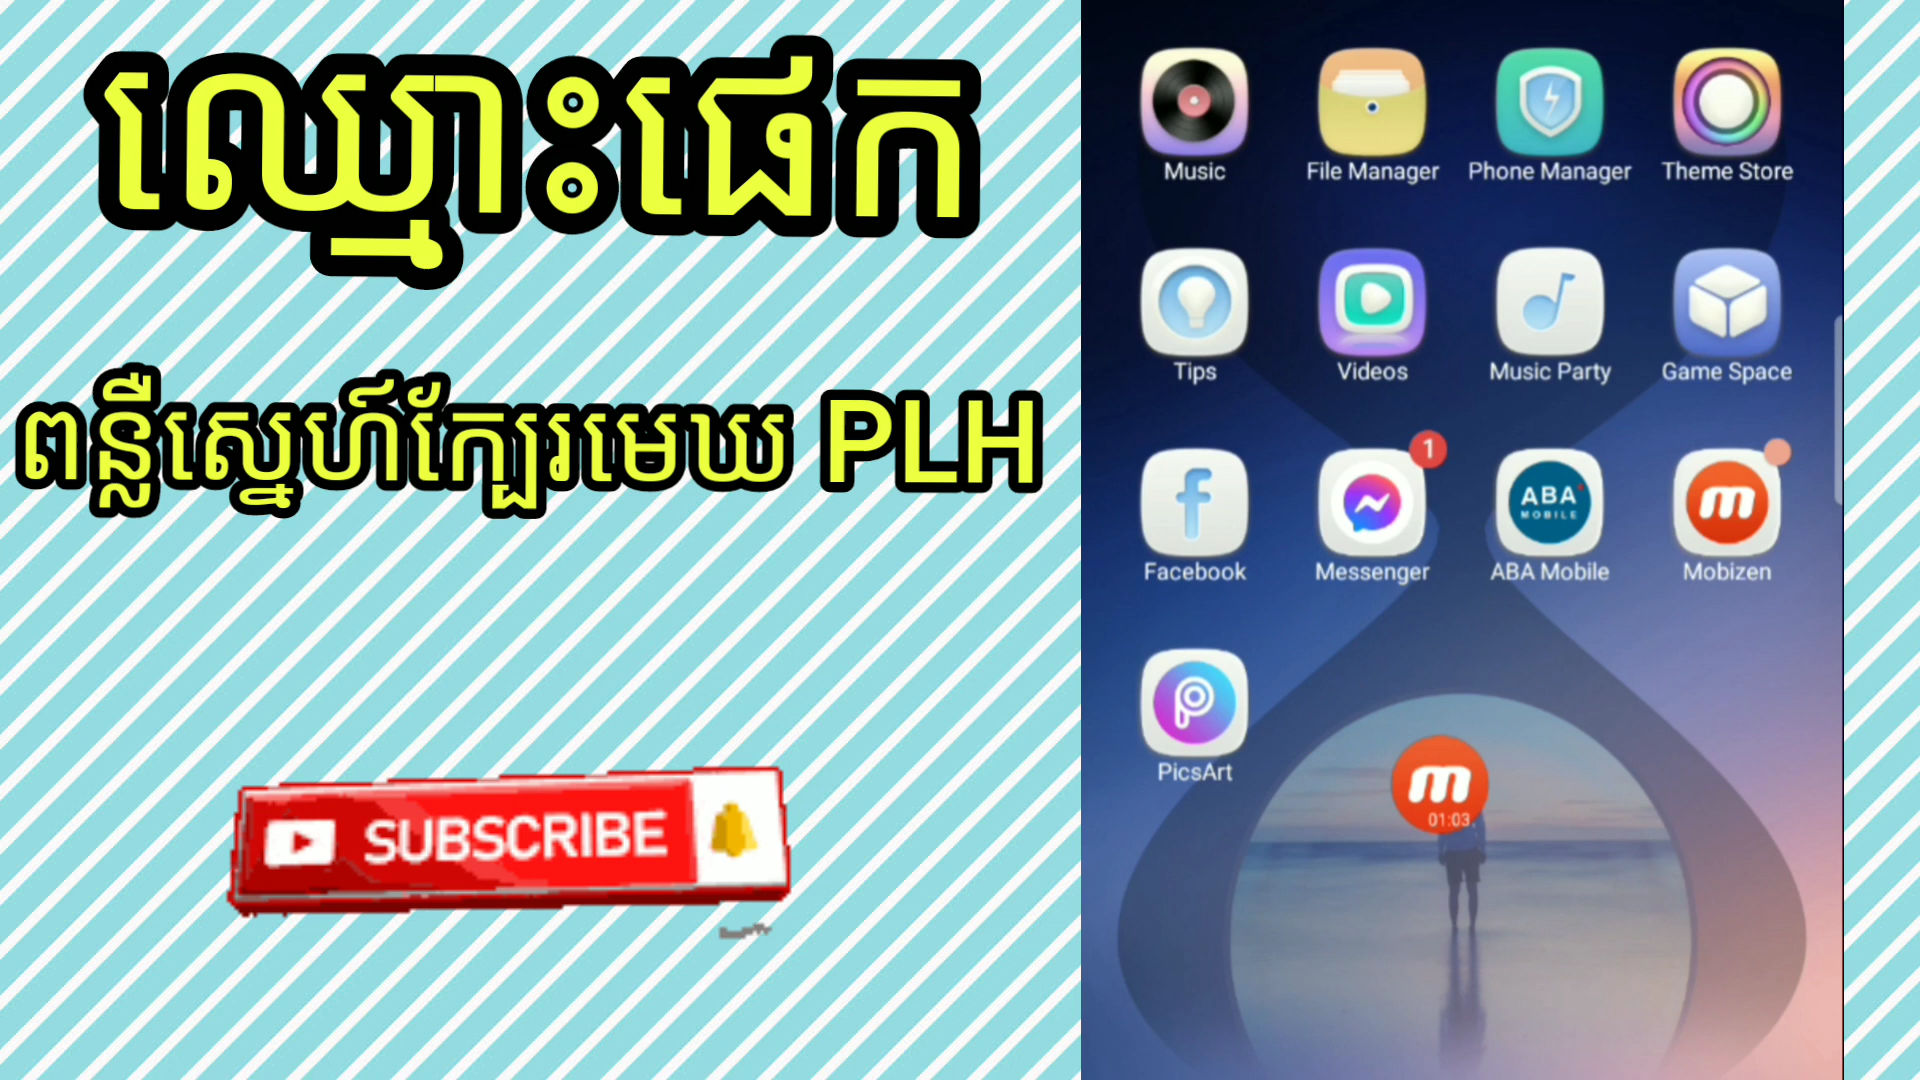 ឈ្មោះផេក
ពន្លឺស្នេហ៍ក្បែរមេឃ PLH
SUBSCRIBE
Music File Manager Phone Manager Theme Store
Tips Videos Music Party Game Space
1
ABA
MOBILE
Facebook Messenger ABA Mobile Mobizen
PicsArt
01:03